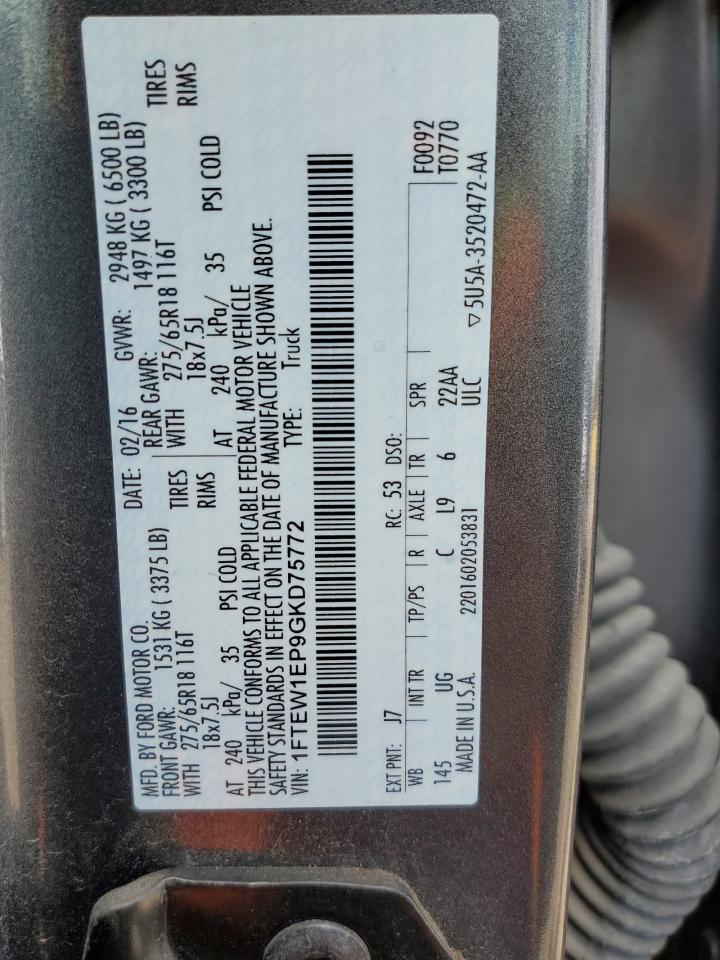 MFD. BY FORD MOTOR CO.
DATE: 02/16 GVWR: 2948 KG ( 6500 LB)
FRONT GAWR: 1531 KG ( 3375 LB) REAR GAWR: 1497 KG ( 3300 LB)
WITH 275/65R18 116T TIRES WITH 275/65R18 116T TIRES
18x7.5J RIMS 18x7.5J RIMS
AT 240 kPa/ 35 PSI COLD AT 240 kPa/ 35 PSI COLD
THIS VEHICLE CONFORMS TO ALL APPLICABLE FEDERAL MOTOR VEHICLE
SAFETY STANDARDS IN EFFECT ON THE DATE OF MANUFACTURE SHOWN ABOVE.
VIN: 1FTEW1EP9GKD75772 TYPE: Truck
F0092
T0770
EXT PNT: J7 RC: 53 DSO:
WB INT TR TP/PS R AXLE TR SPR
145 UG C L9 6 22AA
ULC
MADE IN U.S.A. 2201602053831 ▽5U5A-3520472-AA